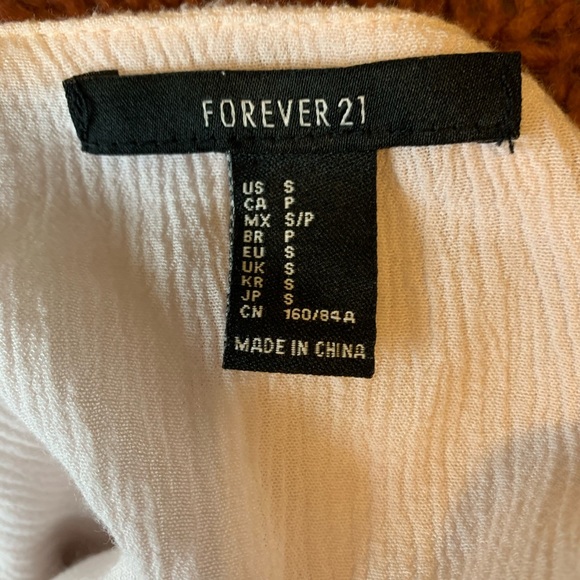 FOREVER 21
US S
CA P
MX S/P
BR P
EU S
UK S
KR S
JP S
CN 160/84A
MADE IN CHINA